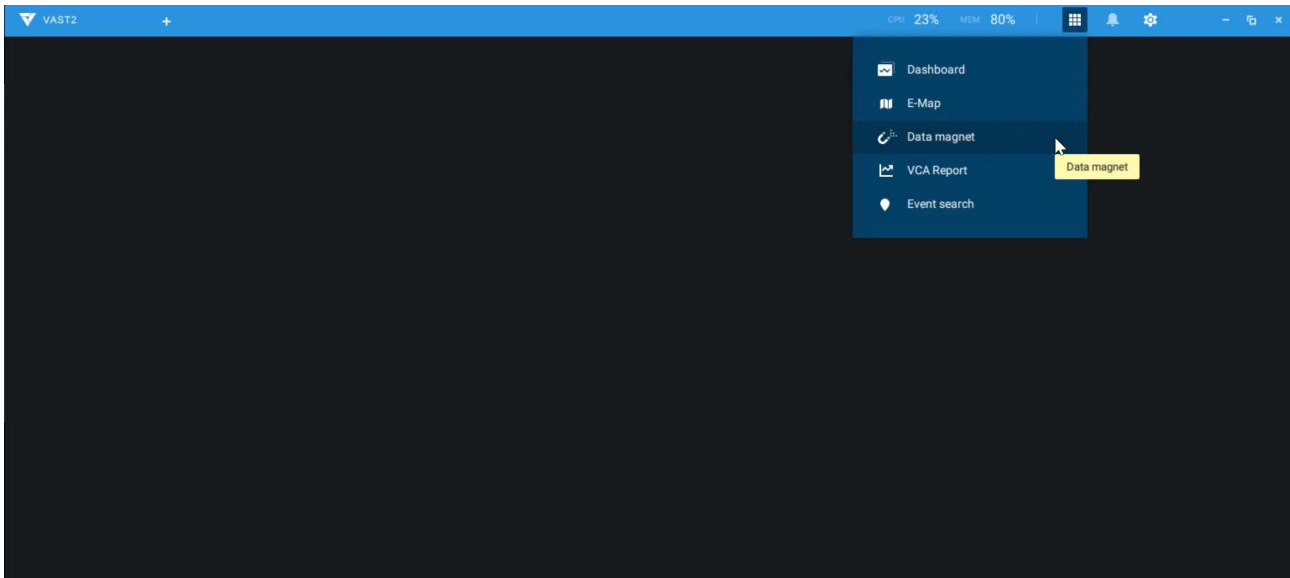 VAST2 + CPU 23% MEM 80%
Dashboard
E-Map
Data magnet
Data magnet
VCA Report
Event search